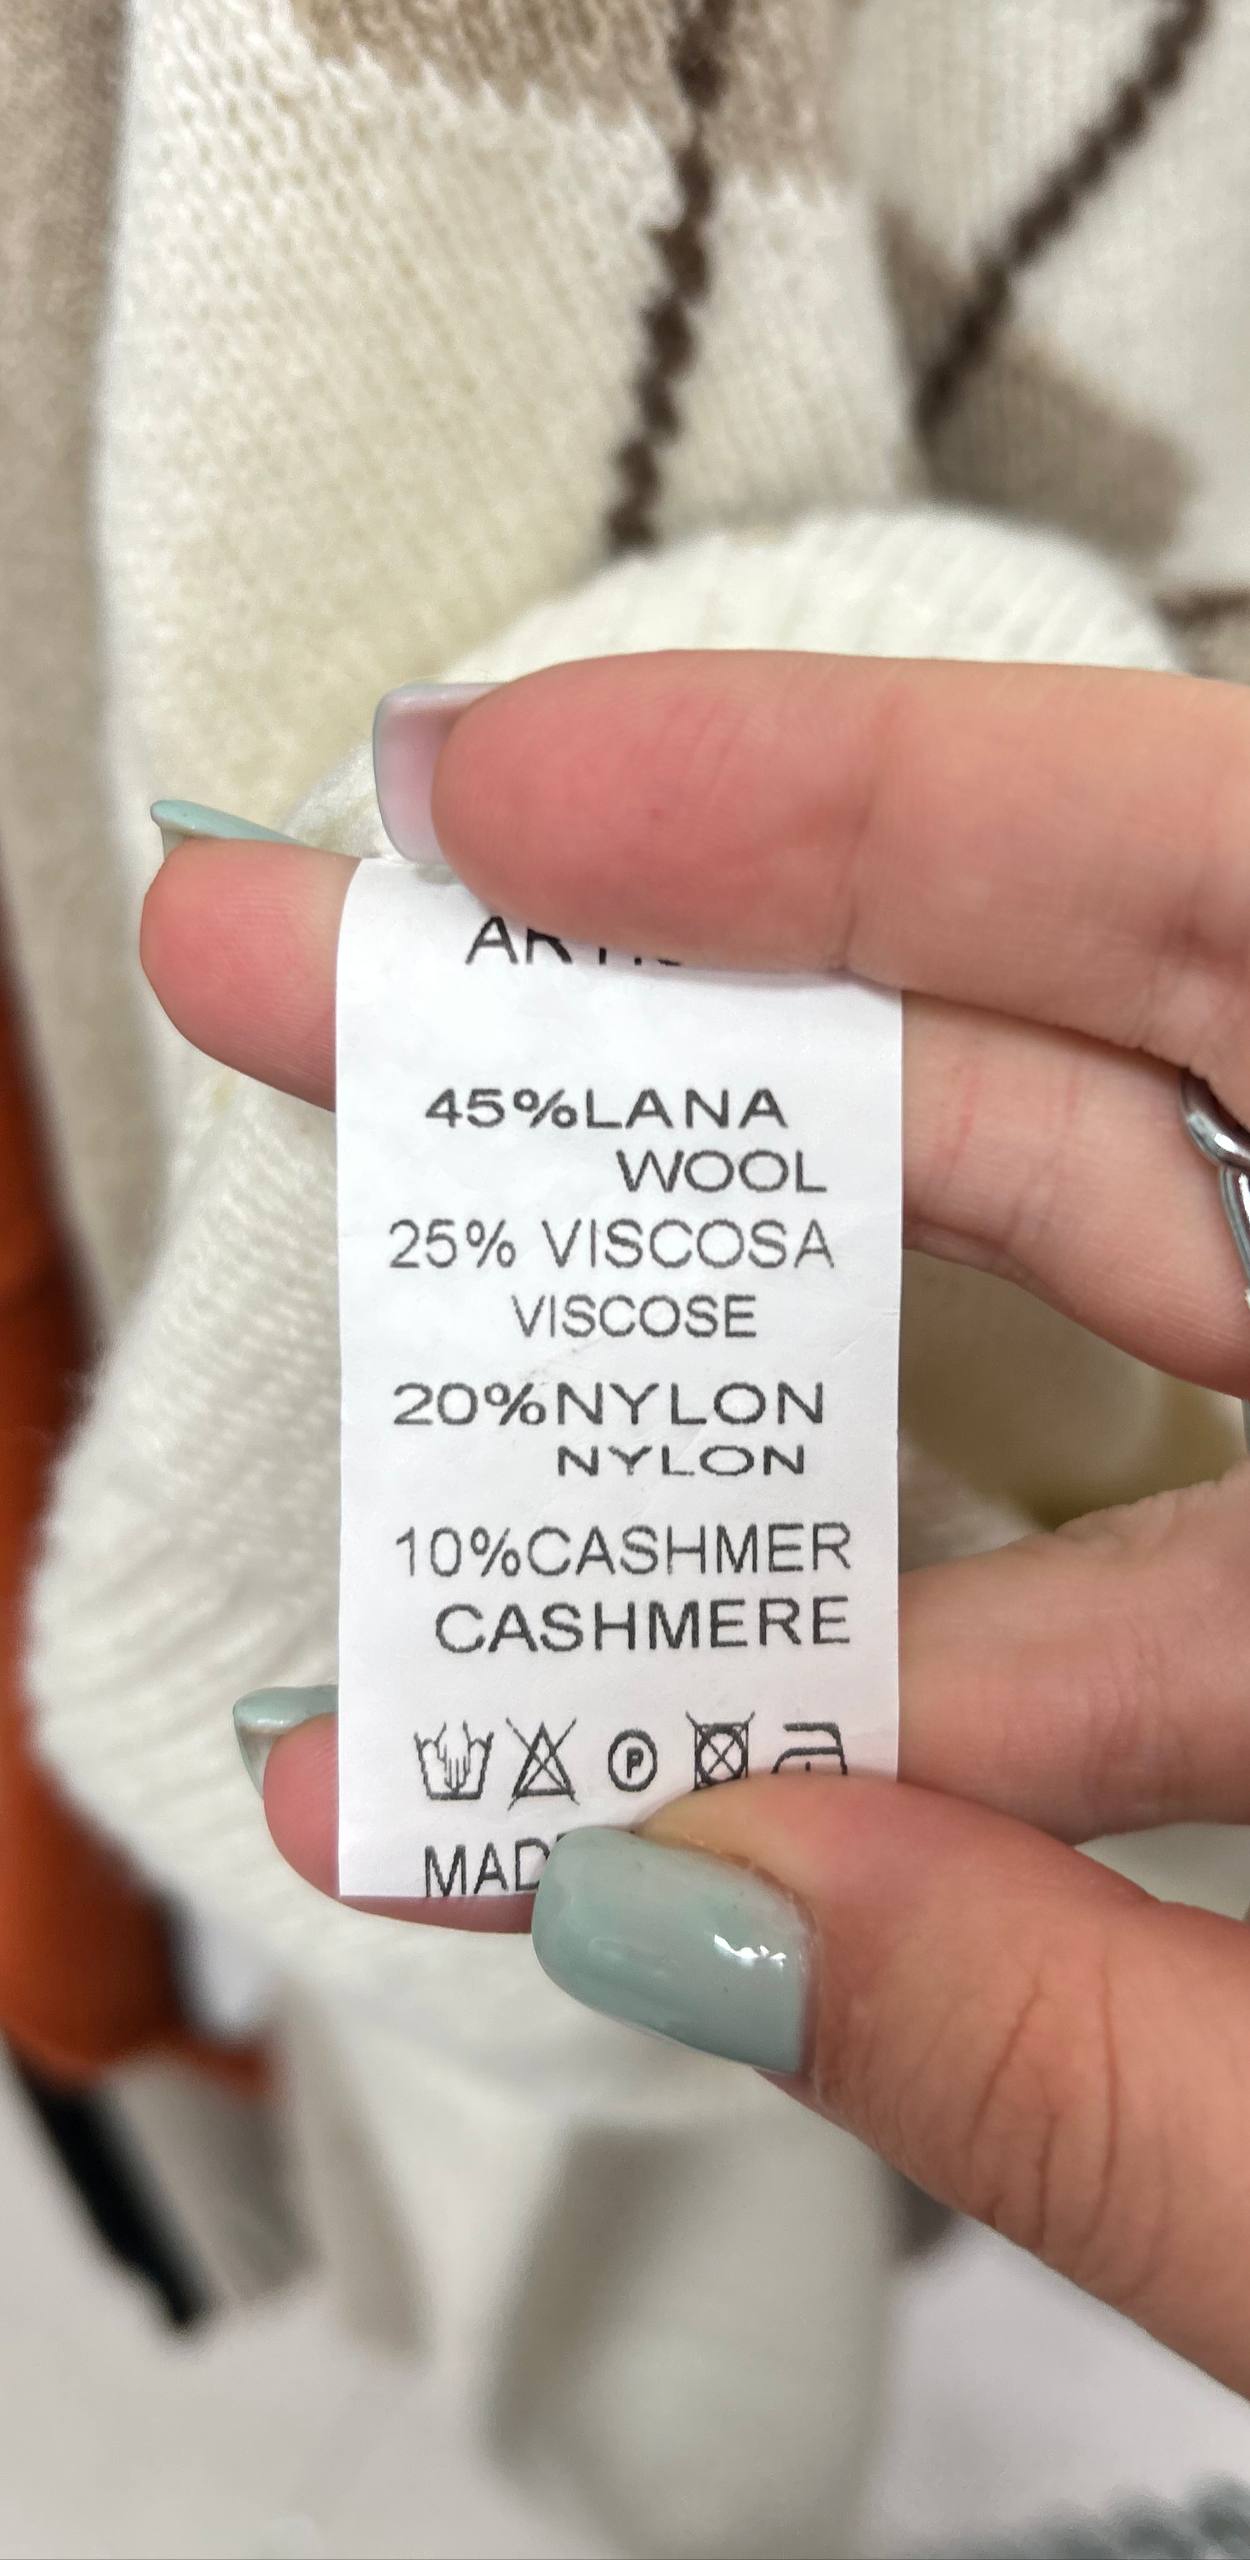 45%LANA
WOOL
25% VISCOSA
VISCOSE
20%NYLON
NYLON
10%CASHMER
CASHMERE
P